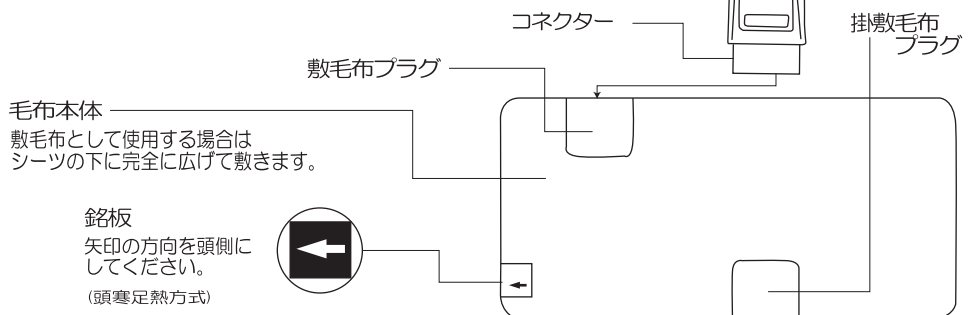 コネクター
掛敷毛布
プラグ
敷毛布プラグ
毛布本体
敷毛布として使用する場合は
シーツの下に完全に広げて敷きます。
銘板
矢印の方向を頭側に
してください。
(頭寒足熱方式)